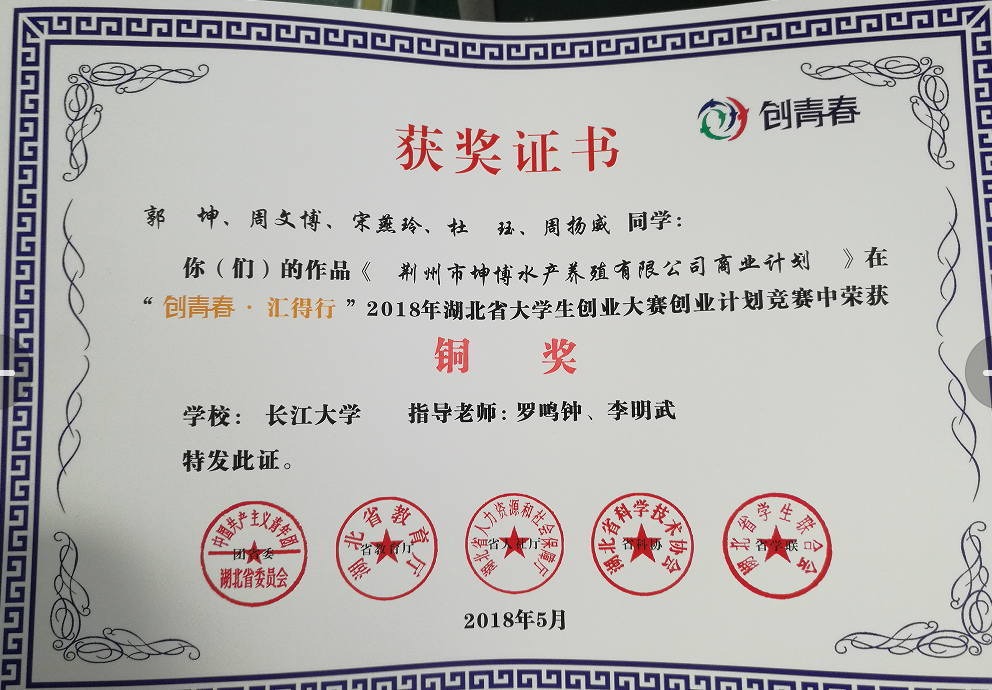 创青春
获奖证书
郭 坤、周文博、宋燕玲、杜 珏、周扬威 同学：
你（们）的作品《 荆州市坤博水产养殖有限公司商业计划 》在
“创青春·汇得行”2018年湖北省大学生创业大赛创业计划竞赛中荣获
铜 奖
学校： 长江大学 指导老师：罗鸣钟、李明武
特发此证。
中国共产主义青年团 湖北省教育厅 湖北省人力资源和社会保障厅 湖北省科学技术协会 湖北省学生联合会
团省委 省教育厅 省人社厅 省科协 省学联
湖北省委员会
2018年5月